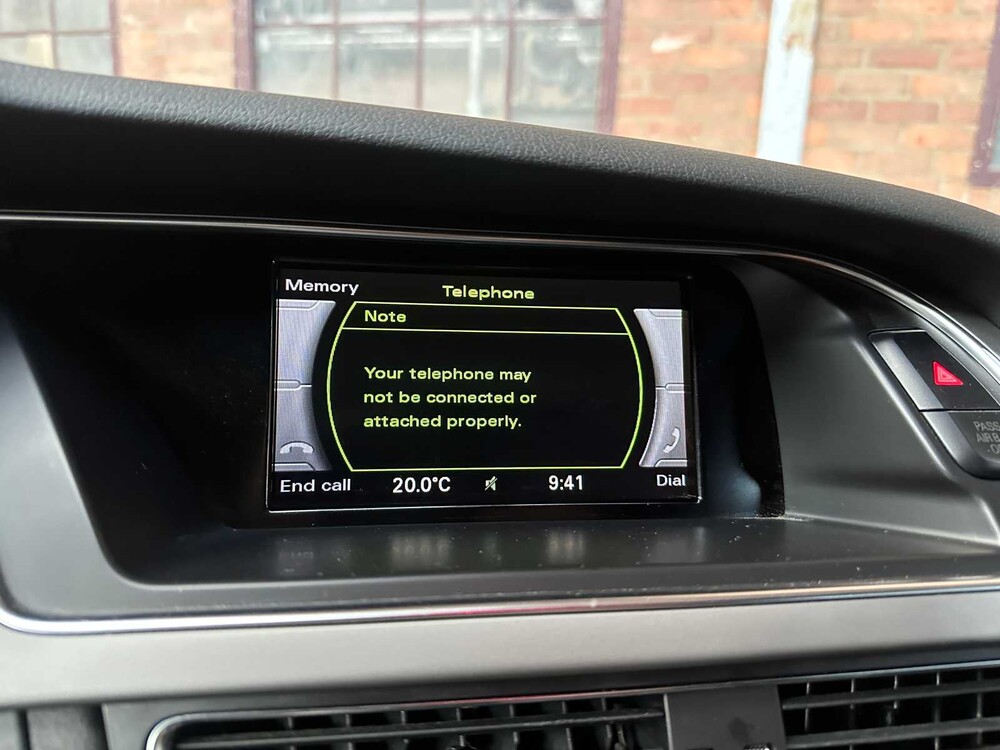 Memory
Telephone
Note
Your telephone may
not be connected or
attached properly.
End call
20.0°C
9:41
Dial